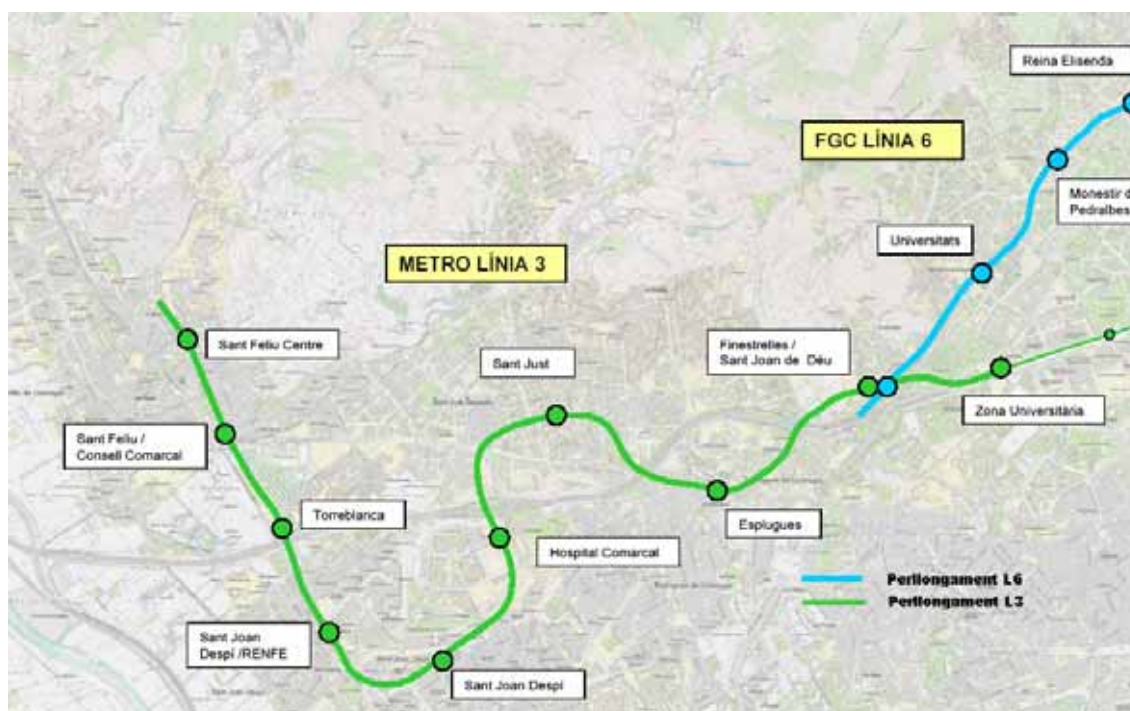 Reina Elisenda
FGC LÍNIA 6
Monestir d
Pedralbes
Universitats
METRO LÍNIA 3
Sant Feliu Centre
Sant Just
Finestrelles /
Sant Joan de Déu
Zona Universitària
Sant Feliu /
Consell Comarcal
Torreblanca
Esplugues
Hospital Comarcal
Perllongament L6
Perllongament L3
Sant Joan
Despí /RENFE
Sant Joan Despí